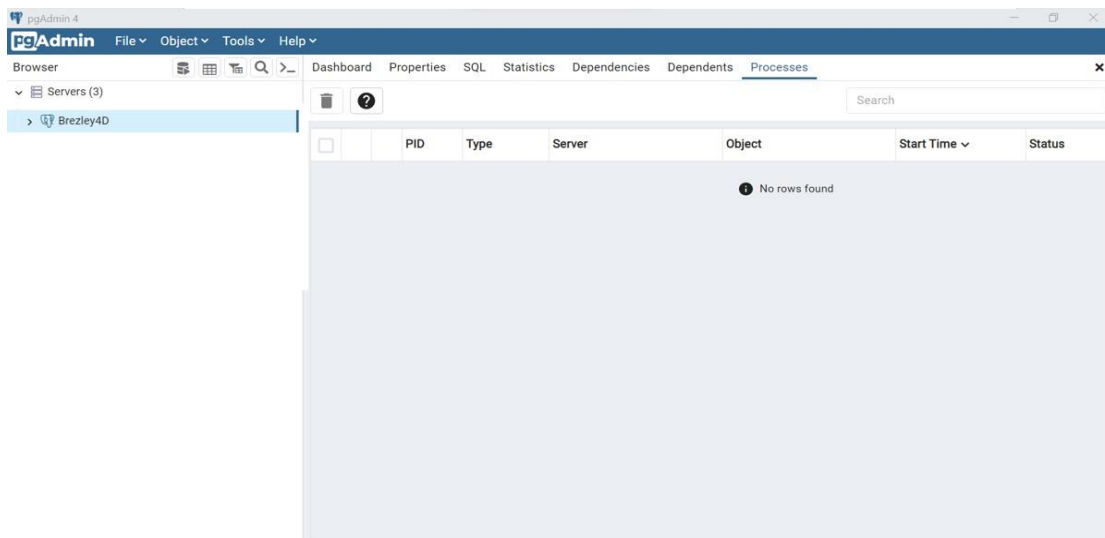 pgAdmin 4
pgAdmin File Object Tools Help
Browser
Dashboard Properties SQL Statistics Dependencies Dependents Processes
Servers (3)
Search
Brezley4D
PID Type Server Object Start Time Status
No rows found